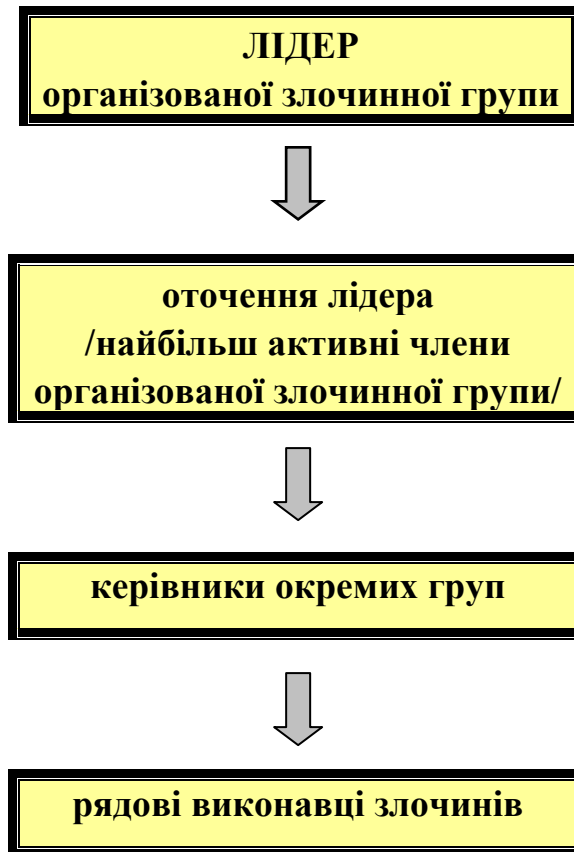 ЛІДЕР
організованої злочинної групи
оточення лідера
/найбільш активні члени
організованої злочинної групи/
керівники окремих груп
рядові виконавці злочинів